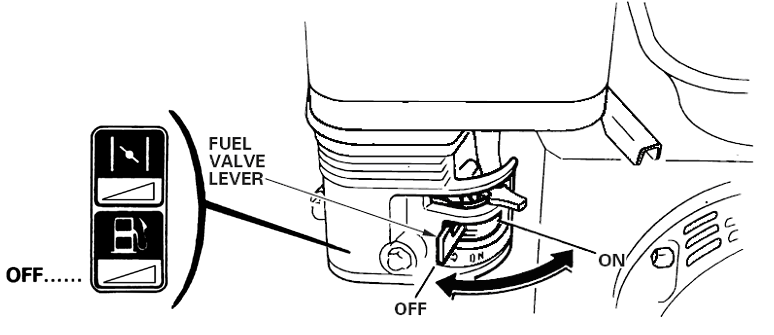 FUEL
VALVE
LEVER
OFF......
ON
ON
OFF